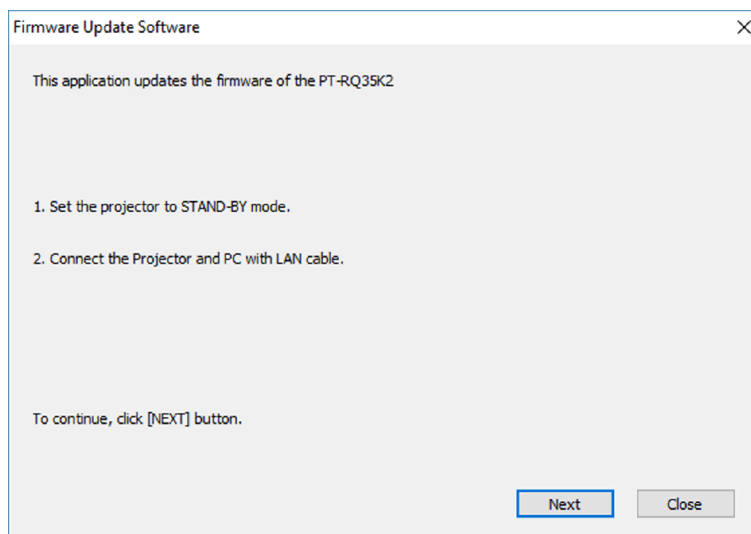 Firmware Update Software
This application updates the firmware of the PT-RQ35K2
1. Set the projector to STAND-BY mode.
2. Connect the Projector and PC with LAN cable.
To continue, click [NEXT] button.
Next
Close